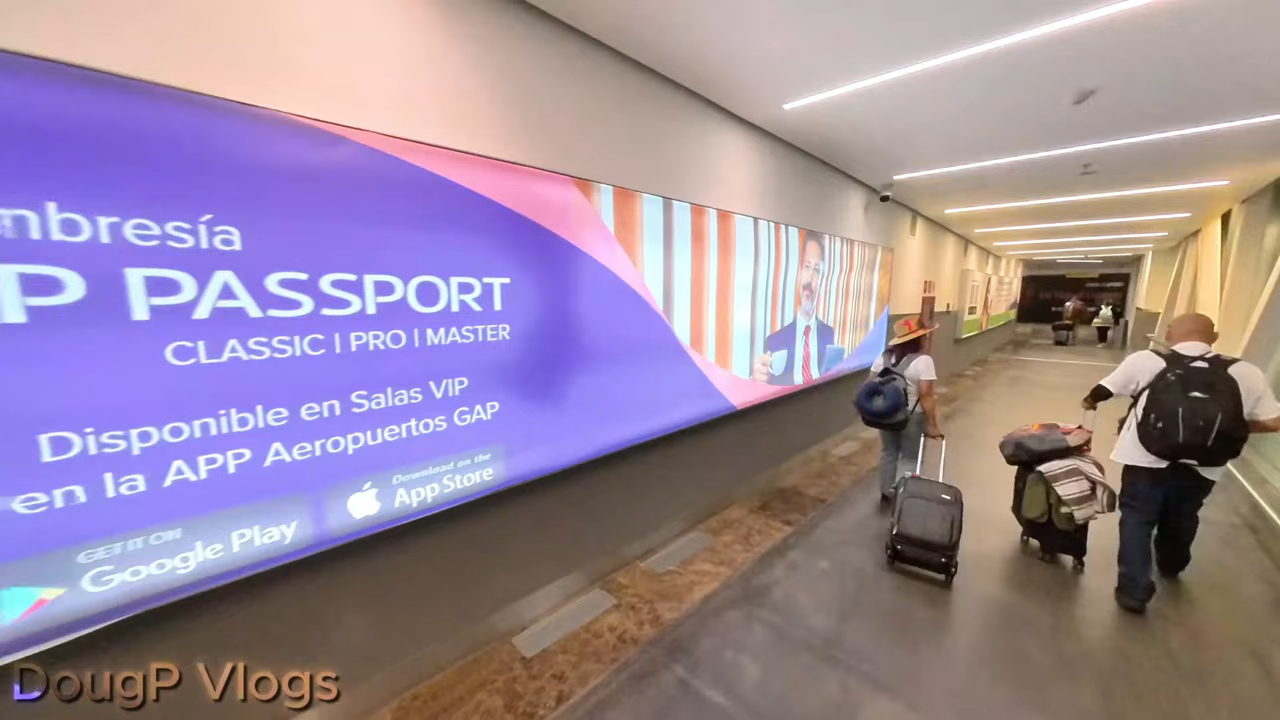 mbresía
P PASSPORT
CLASSIC | PRO | MASTER
Disponible en Salas VIP
en la APP Aeropuertos GAP
GET IT ON
Google Play
Download on the
App Store
DougP Vlogs